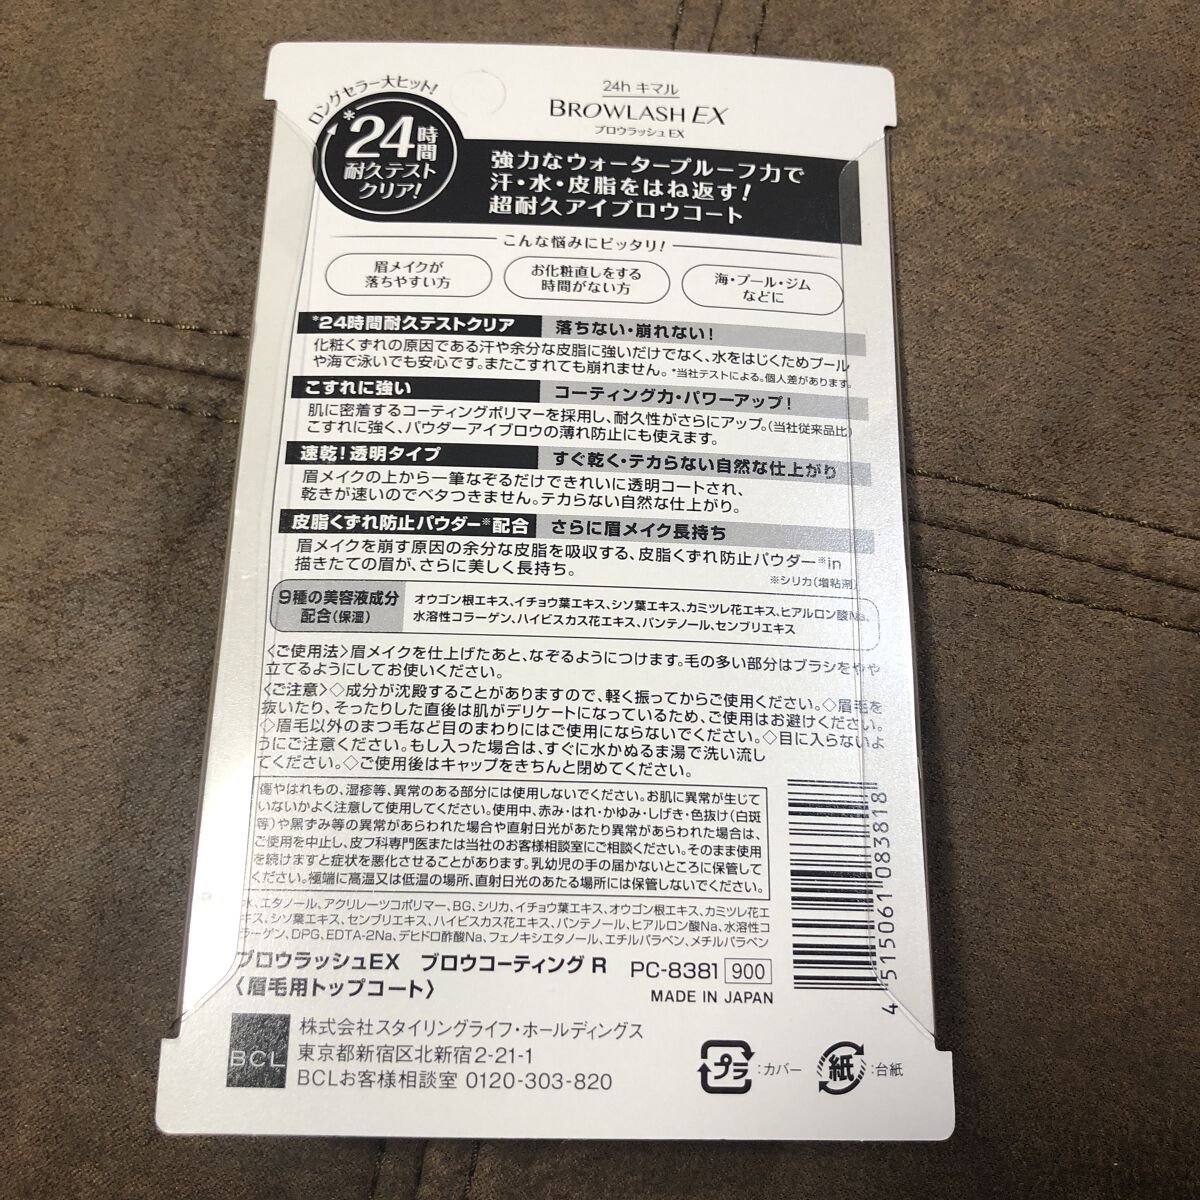 ロングセラー大ヒット!
*24時間
耐久テスト
クリア!
24h キマル
BROWLASH EX
ブロウラッシュ EX
強力なウォータープルーフ力で
汗・水・皮脂をはね返す!
超耐久アイブロウコート
こんな悩みにピッタリ!
眉メイクが
落ちやすい方
お化粧直しをする
時間がない方
海・プール・ジム
などに
*24時間耐久テストクリア 落ちない・崩れない!
化粧くずれの原因である汗や余分な皮脂に強いだけでなく、水をはじくためプール
や海で泳いでも安心です。またこすれても崩れません。*当社テストによる。個人差があります。
こすれに強い コーティング力・パワーアップ!
肌に密着するコーティングポリマーを採用し、耐久性がさらにアップ。(当社従来品比)
こすれに強く、パウダーアイブロウの薄れ防止にも使えます。
速乾!透明タイプ すぐ乾く・テカらない自然な仕上がり
眉メイクの上から一筆なぞるだけできれいに透明コートされ、
乾きが速いのでベタつきません。テカらない自然な仕上がり。
皮脂くずれ防止パウダー※配合 さらに眉メイク長持ち
眉メイクを崩す原因の余分な皮脂を吸収する、皮脂くずれ防止パウダー※in
描きたての眉が、さらに美しく長持ち。
※シリカ(増粘剤)
9種の美容液成分
配合(保湿)
オウゴン根エキス、イチョウ葉エキス、シソ葉エキス、カミツレ花エキス、ヒアルロン酸Na、
水溶性コラーゲン、ハイビスカス花エキス、パンテノール、センブリエキス
〈ご使用法〉眉メイクを仕上げたあと、なぞるようにつけます。毛の多い部分はブラシをやや
立てるようにしてお使いください。
〈ご注意〉◇成分が沈殿することがありますので、軽く振ってからご使用ください。◇眉毛を
抜いたり、そったりした直後は肌がデリケートになっているため、ご使用はお避けください。
◇眉毛以外のまつ毛など目のまわりにはご使用にならないでください。◇目に入らないよ
うにご注意ください。もし入った場合は、すぐに水かぬるま湯で洗い流し
てください。◇ご使用後はキャップをきちんと閉めてください。
傷やはれもの、湿疹等、異常のある部分には使用しないでください。お肌に異常が生じて
いないかよく注意して使用してください。使用中、赤み・はれ・かゆみ・しげき・色抜け(白斑
等)や黒ずみ等の異常があらわれた場合や直射日光があたり異常があらわれた場合は、
ご使用を中止し、皮フ科専門医または当社のお客様相談室にご相談ください。そのまま使用
を続けますと症状を悪化させることがあります。乳幼児の手の届かないところに保管して
ください。極端に高温又は低温の場所、直射日光のあたる場所には保管しないでください。
水、エタノール、アクリレーツコポリマー、BG、シリカ、イチョウ葉エキス、オウゴン根エキス、カミツレ花エ
キス、シソ葉エキス、センブリエキス、ハイビスカス花エキス、パンテノール、ヒアルロン酸Na、水溶性コ
ラーゲン、DPG、EDTA-2Na、デヒドロ酢酸Na、フェノキシエタノール、エチルパラベン、メチルパラベン
ブロウラッシュEX ブロウコーティング R PC-8381 900
〈眉毛用トップコート〉 MADE IN JAPAN
4 515061 083818
BCL
株式会社スタイリングライフ・ホールディングス
東京都新宿区北新宿2-21-1
BCLお客様相談室 0120-303-820
プラ :カバー
紙 :台紙